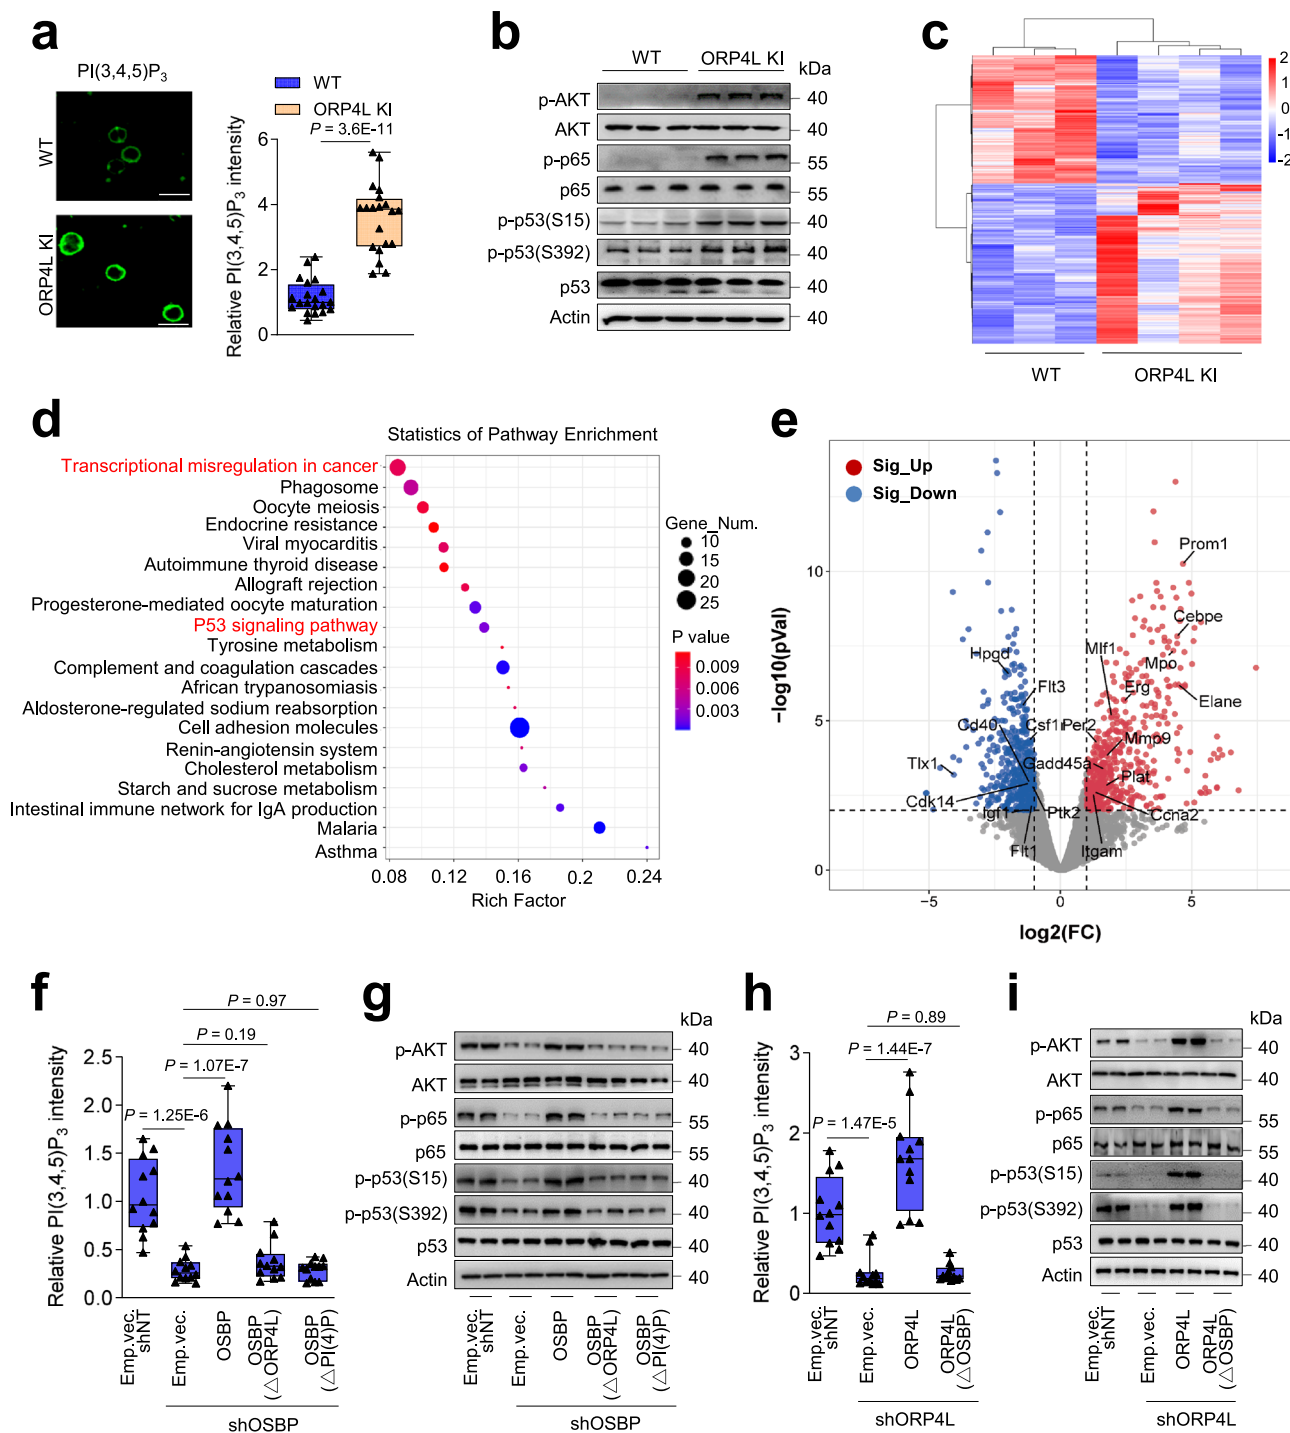 a
PI(3,4,5)P3
WT
ORP4L KI
WT
ORP4L KI
P = 3.6E-11
Relative PI(3,4,5)P3 intensity
6
4
2
0
b
WT
ORP4L KI
kDa
p-AKT
40
AKT
40
p-p65
55
p65
55
p-p53(S15)
40
p-p53(S392)
40
p53
40
Actin
40
c
2
1
0
-1
-2
WT
ORP4L KI
d
Statistics of Pathway Enrichment
Transcriptional misregulation in cancer
Phagosome
Oocyte meiosis
Endocrine resistance
Viral myocarditis
Autoimmune thyroid disease
Allograft rejection
Progesterone-mediated oocyte maturation
P53 signaling pathway
Tyrosine metabolism
Complement and coagulation cascades
African trypanosomiasis
Aldosterone-regulated sodium reabsorption
Cell adhesion molecules
Renin-angiotensin system
Cholesterol metabolism
Starch and sucrose metabolism
Intestinal immune network for IgA production
Malaria
Asthma
0.08
0.12
0.16
0.2
0.24
Rich Factor
Gene_Num.
10
15
20
25
P value
0.009
0.006
0.003
e
Sig_Up
Sig_Down
Prom1
Cebpe
Mlf1
Mpo
Hpgd
Erg
Elane
Flt3
Cd40
Csf1r
Per2
Mmp9
Tlx1
Gadd45a
Plat
Cdk14
Igf1
Ptk2
Ccna2
Flt1
Itgam
10
5
0
−log10(pVal)
−5
0
5
log2(FC)
f
P = 0.97
P = 0.19
P = 1.07E-7
P = 1.25E-6
Relative PI(3,4,5)P3 intensity
2.5
2.0
1.5
1.0
0.5
0.0
Emp.vec.
shNT
Emp.vec.
OSBP
OSBP
(△ORP4L)
OSBP
(△PI(4)P)
shOSBP
g
kDa
p-AKT
40
AKT
40
p-p65
55
p65
55
p-p53(S15)
40
p-p53(S392)
40
p53
40
Actin
40
Emp.vec.
shNT
Emp.vec.
OSBP
OSBP
(△ORP4L)
OSBP
(△PI(4)P)
shOSBP
h
P = 0.89
P = 1.44E-7
P = 1.47E-5
Relative PI(3,4,5)P3 intensity
3
2
1
0
Emp.vec.
shNT
Emp.vec.
ORP4L
ORP4L
(△OSBP)
shORP4L
i
kDa
p-AKT
40
AKT
40
p-p65
55
p65
55
p-p53(S15)
40
p-p53(S392)
40
p53
40
Actin
40
Emp.vec.
shNT
Emp.vec.
ORP4L
ORP4L
(△OSBP)
shORP4L